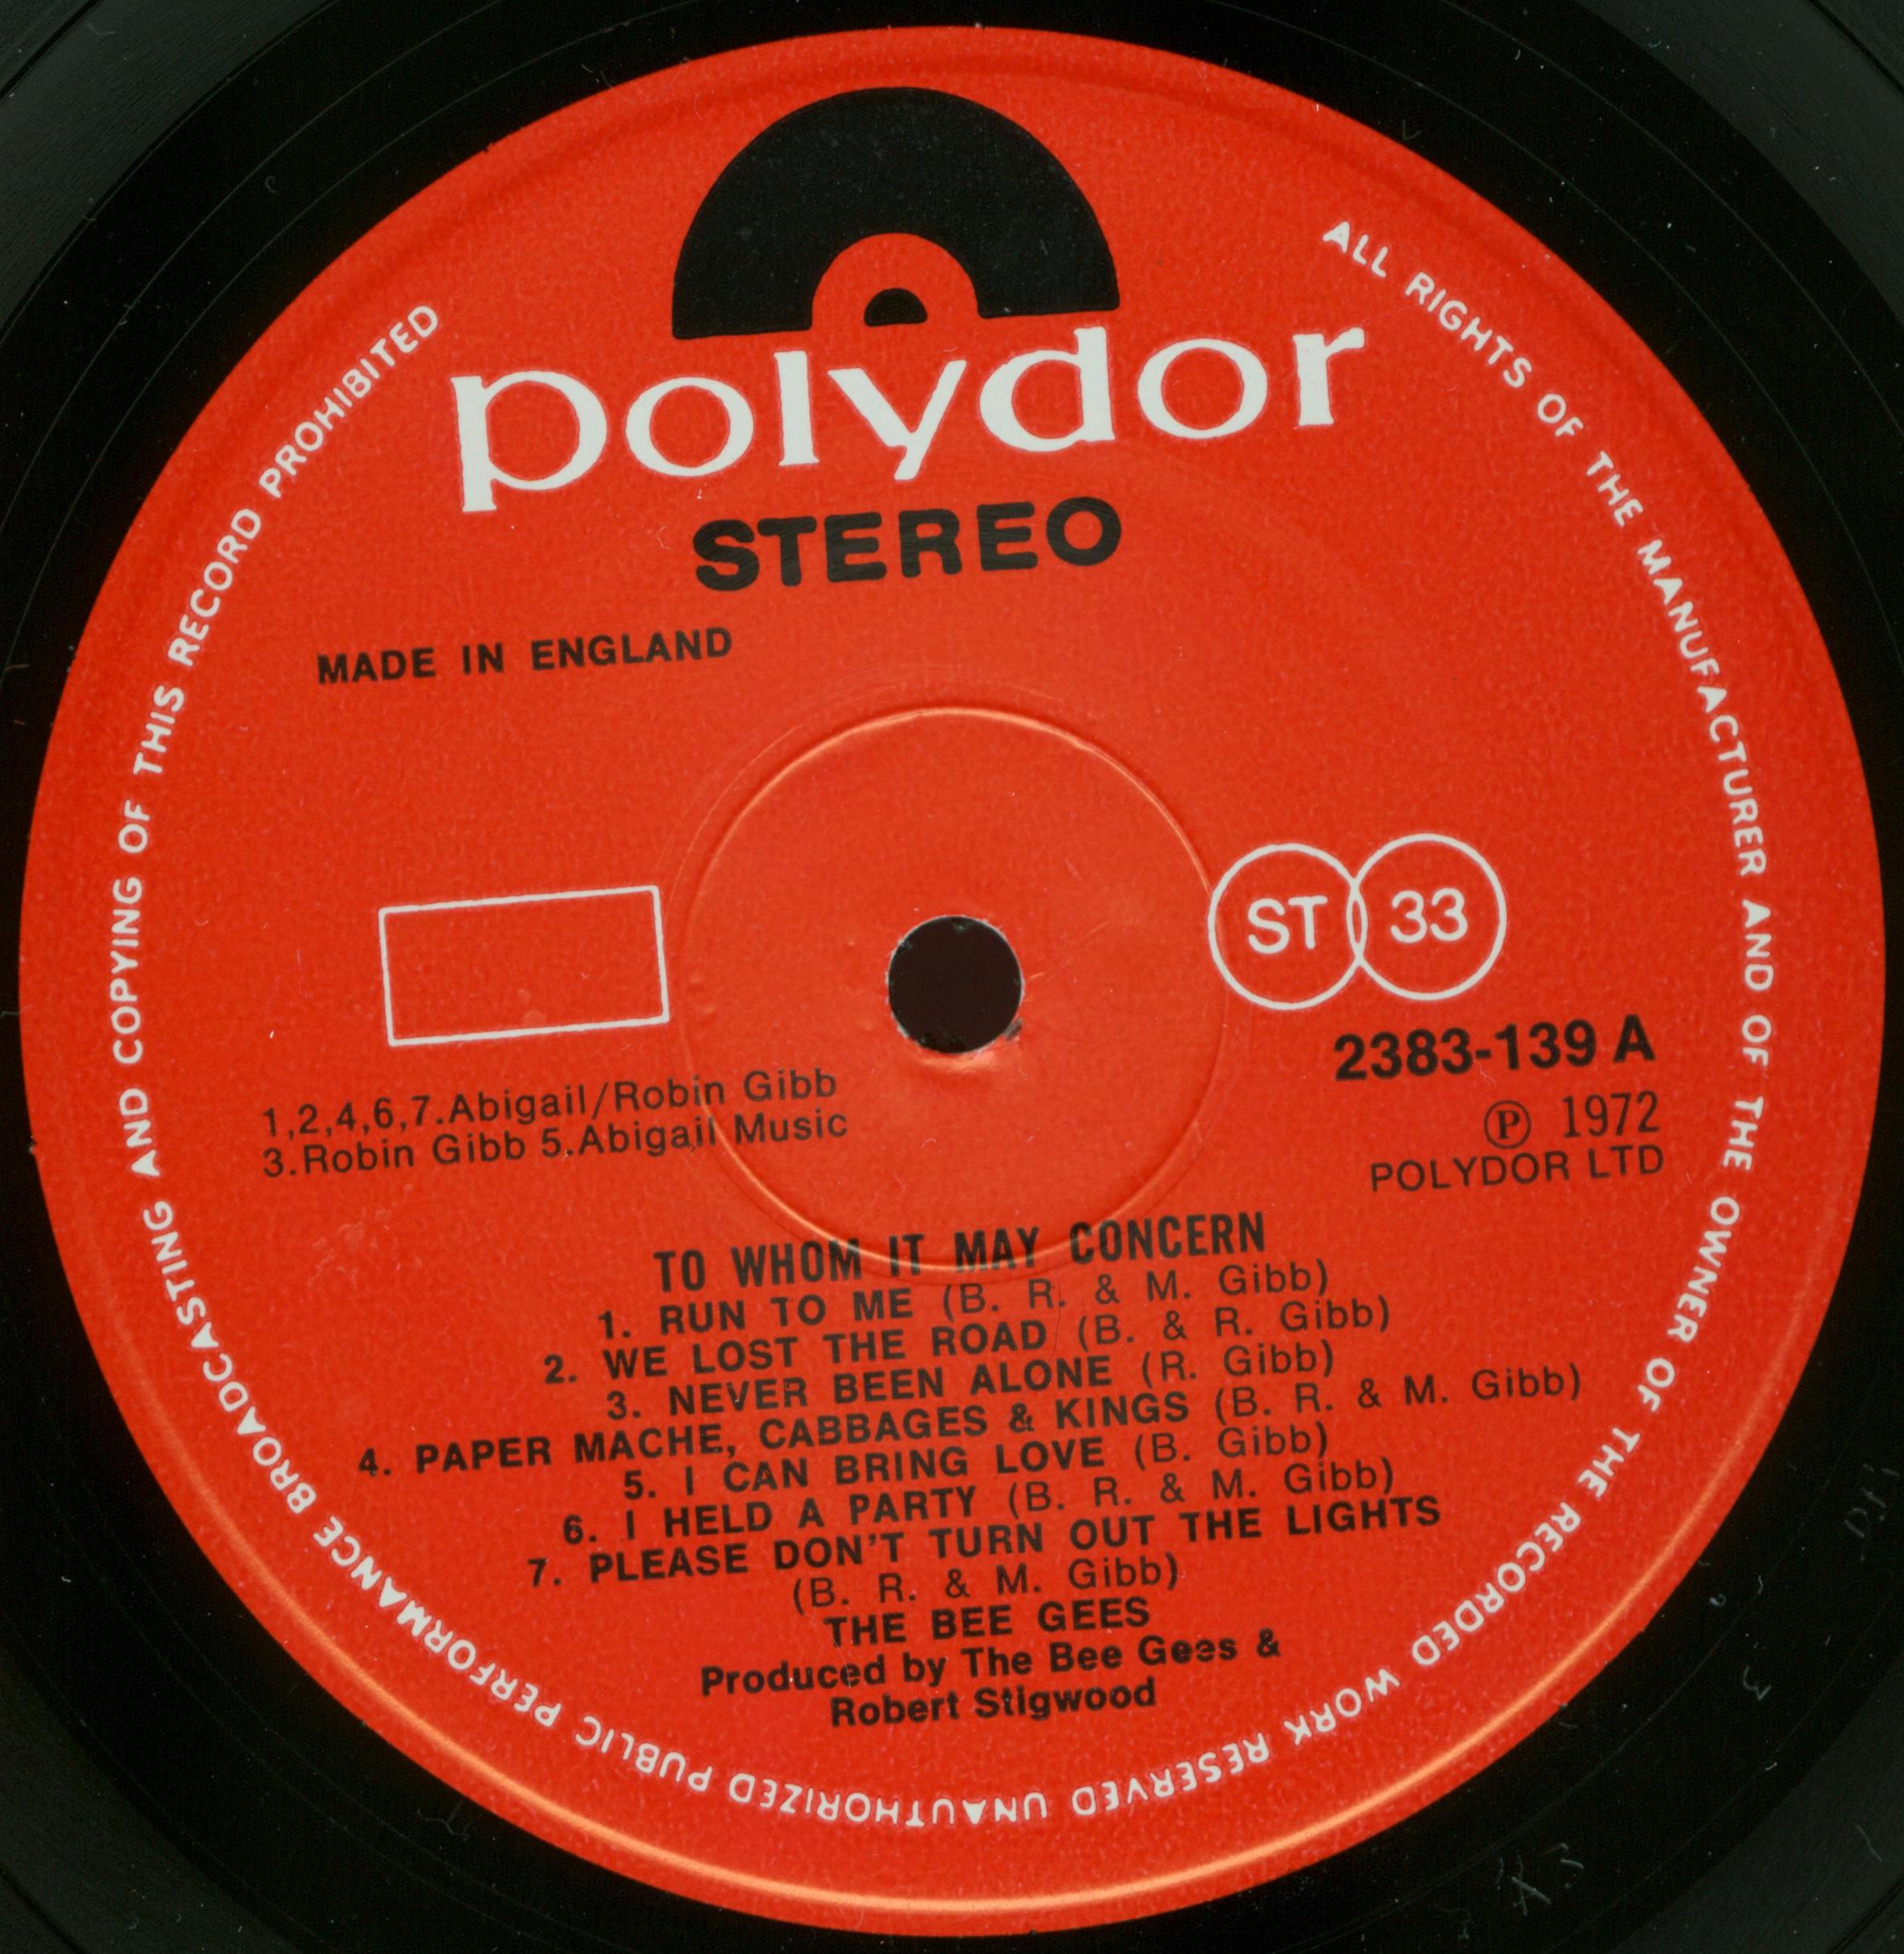 polydor
STEREO
MADE IN ENGLAND
ST 33
2383-139 A
℗ 1972
POLYDOR LTD
1,2,4,6,7.Abigail/Robin Gibb
3.Robin Gibb 5.Abigail Music
TO WHOM IT MAY CONCERN
1. RUN TO ME (B. R. & M. Gibb)
2. WE LOST THE ROAD (B. & R. Gibb)
3. NEVER BEEN ALONE (R. Gibb)
4. PAPER MACHE, CABBAGES & KINGS (B. R. & M. Gibb)
5. I CAN BRING LOVE (B. Gibb)
6. I HELD A PARTY (B. R. & M. Gibb)
7. PLEASE DON'T TURN OUT THE LIGHTS
(B. R. & M. Gibb)
THE BEE GEES
Produced by The Bee Gees &
Robert Stigwood
ALL RIGHTS OF THE MANUFACTURER AND OF THE OWNER OF THE RECORDED WORK RESERVED UNAUTHORIZED PUBLIC PERFORMANCE BROADCASTING AND COPYING OF THIS RECORD PROHIBITED